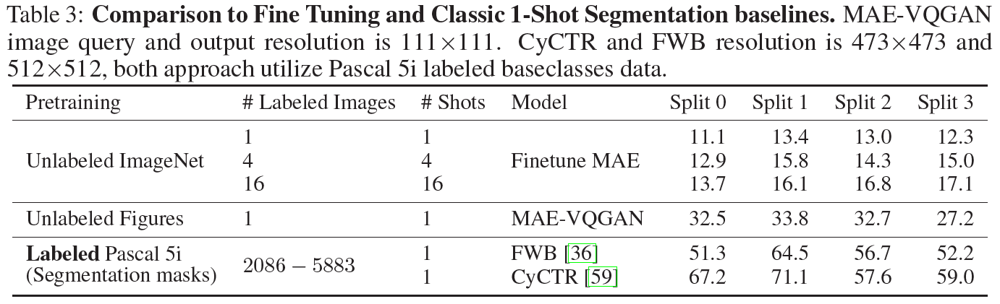 Table 3: Comparison to Fine Tuning and Classic 1-Shot Segmentation baselines. MAE-VQGAN
image query and output resolution is 111×111. CyCTR and FWB resolution is 473×473 and
512×512, both approach utilize Pascal 5i labeled baseclasses data.
Pretraining # Labeled Images # Shots Model Split 0 Split 1 Split 2 Split 3
1 1 11.1 13.4 13.0 12.3
Unlabeled ImageNet 4 4 Finetune MAE 12.9 15.8 14.3 15.0
16 16 13.7 16.1 16.8 17.1
Unlabeled Figures 1 1 MAE-VQGAN 32.5 33.8 32.7 27.2
Labeled Pascal 5i 2086 − 5883 1 FWB [36] 51.3 64.5 56.7 52.2
(Segmentation masks) 1 CyCTR [59] 67.2 71.1 57.6 59.0